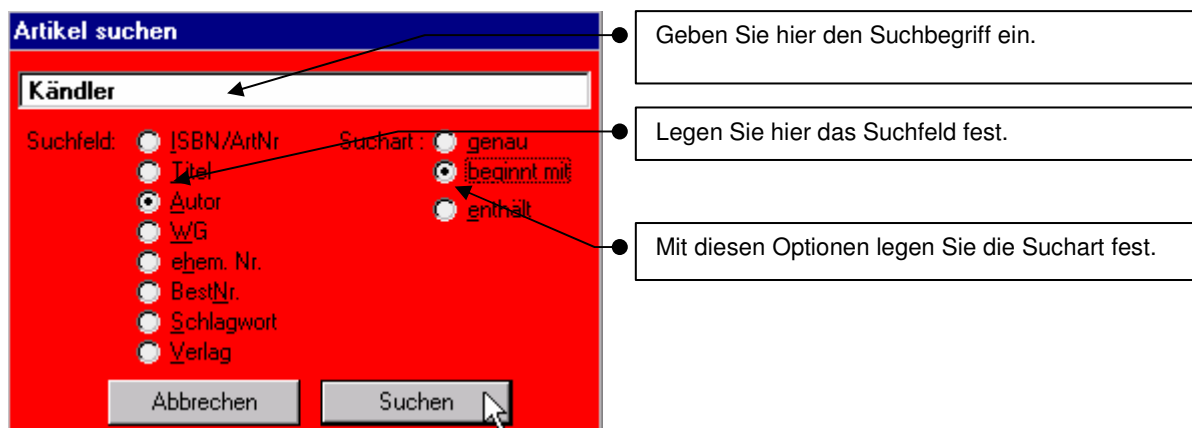 Artikel suchen
Geben Sie hier den Suchbegriff ein.
Kändler
Suchfeld: ISBN/ArtNr Suchart : genau
Legen Sie hier das Suchfeld fest.
Titel beginnt mit
Autor enthält
WG
Mit diesen Optionen legen Sie die Suchart fest.
ehem. Nr.
BestNr.
Schlagwort
Verlag
Abbrechen Suchen